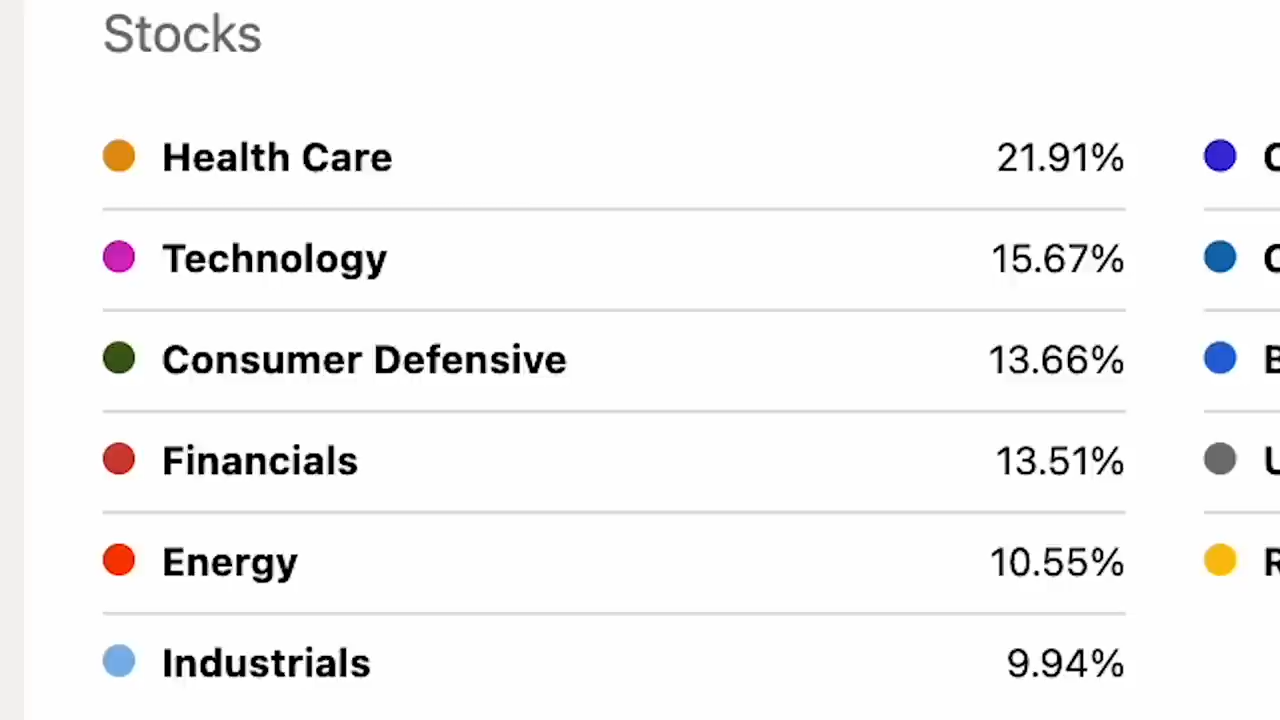 Stocks
Health Care 21.91%
Technology 15.67%
Consumer Defensive 13.66%
Financials 13.51%
Energy 10.55%
Industrials 9.94%